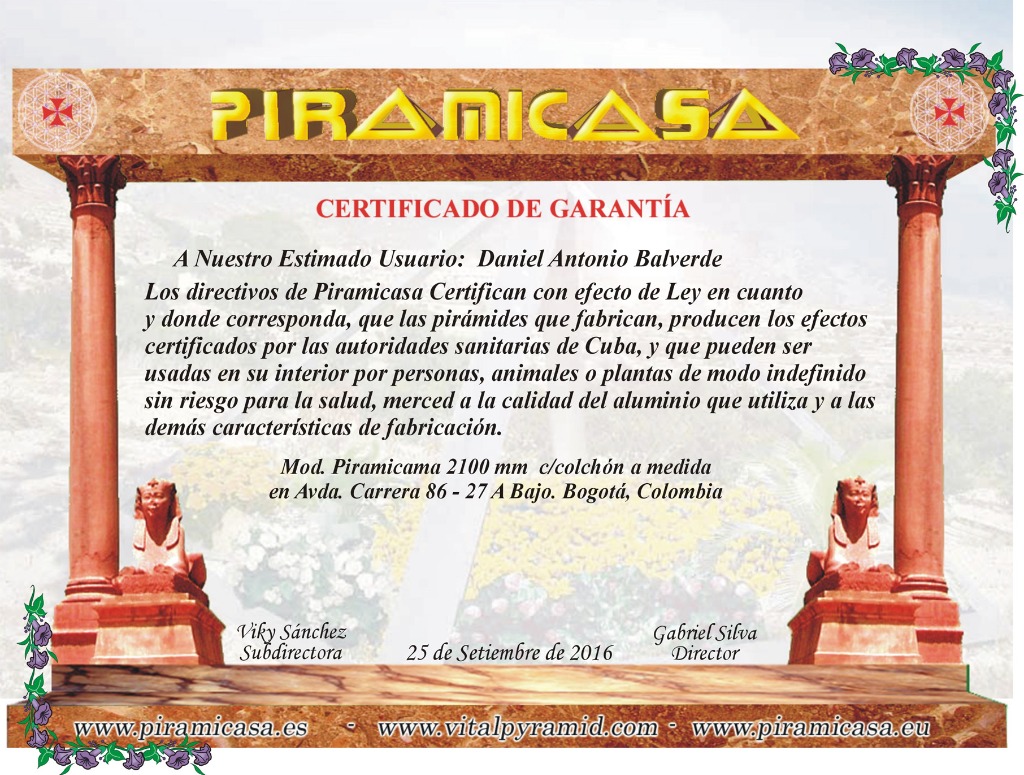 PIRAMICASA
CERTIFICADO DE GARANTÍA
A Nuestro Estimado Usuario: Daniel Antonio Balverde
Los directivos de Piramicasa Certifican con efecto de Ley en cuanto
y donde corresponda, que las pirámides que fabrican, producen los efectos
certificados por las autoridades sanitarias de Cuba, y que pueden ser
usadas en su interior por personas, animales o plantas de modo indefinido
sin riesgo para la salud, merced a la calidad del aluminio que utiliza y a las
demás características de fabricación.
Mod. Piramicama 2100 mm c/colchón a medida
en Avda. Carrera 86 - 27 A Bajo. Bogotá, Colombia
Viky Sánchez
Subdirectora
25 de Setiembre de 2016
Gabriel Silva
Director
www.piramicasa.es - www.vitalpyramid.com - www.piramicasa.eu